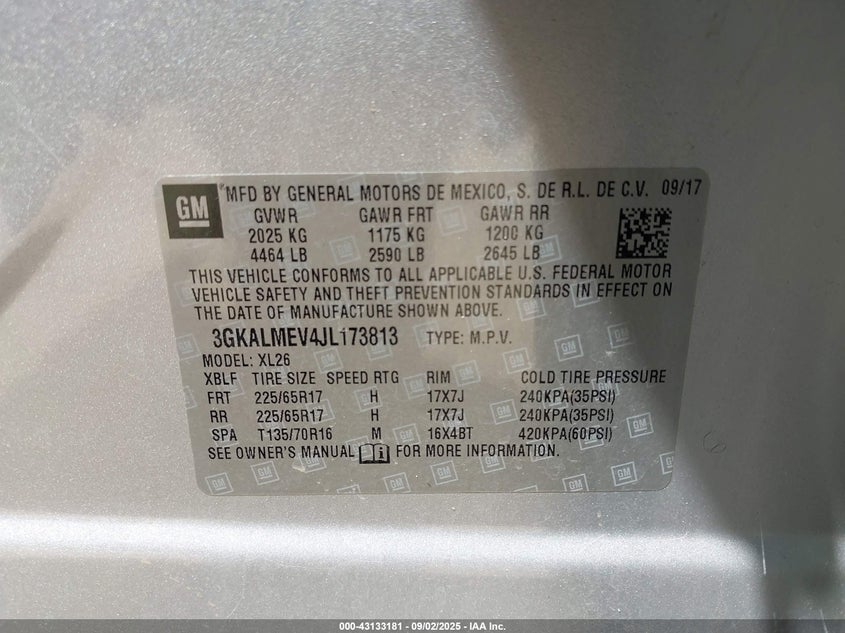 GM *MFD BY GENERAL MOTORS DE MEXICO, S. DE R.L. DE C.V. 09/17
GVWR GAWR FRT GAWR RR
2025 KG 1175 KG 1200 KG
4464 LB 2590 LB 2645 LB
THIS VEHICLE CONFORMS TO ALL APPLICABLE U.S. FEDERAL MOTOR
VEHICLE SAFETY AND THEFT PREVENTION STANDARDS IN EFFECT ON
THE DATE OF MANUFACTURE SHOWN ABOVE.
3GKALMEV4JL173813 TYPE: M.P.V.
MODEL: XL26
XBLF TIRE SIZE SPEED RTG RIM COLD TIRE PRESSURE
FRT 225/65R17 H 17X7J 240KPA(35PSI)
RR 225/65R17 H 17X7J 240KPA(35PSI)
SPA T135/70R16 M 16X4BT 420KPA(60PSI)
SEE OWNER'S MANUAL FOR MORE INFORMATION.
000-43133181 - 09/02/2025 - IAA Inc.